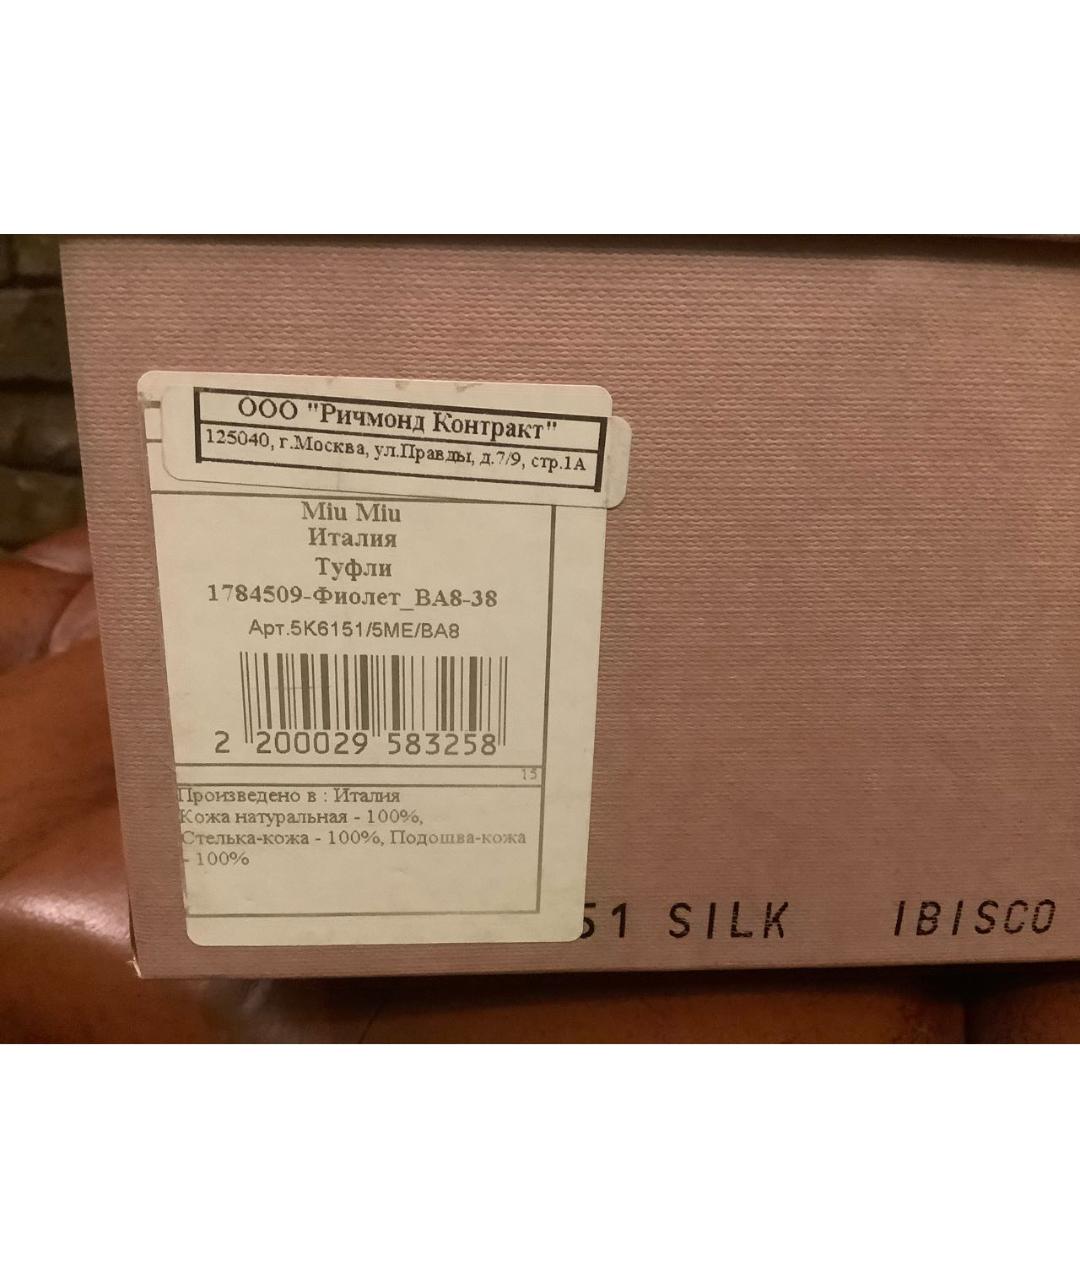 ООО "Ричмонд Контракт"
125040, г.Москва, ул.Правды, д.7/9, стр.1А
Miu Miu
Италия
Туфли
1784509-Фиолет_BA8-38
Арт.5K6151/5ME/BA8
2 200029 583258
15
Произведено в : Италия
Кожа натуральная - 100%,
Стелька-кожа - 100%, Подошва-кожа
- 100%
51 SILK IBISCO